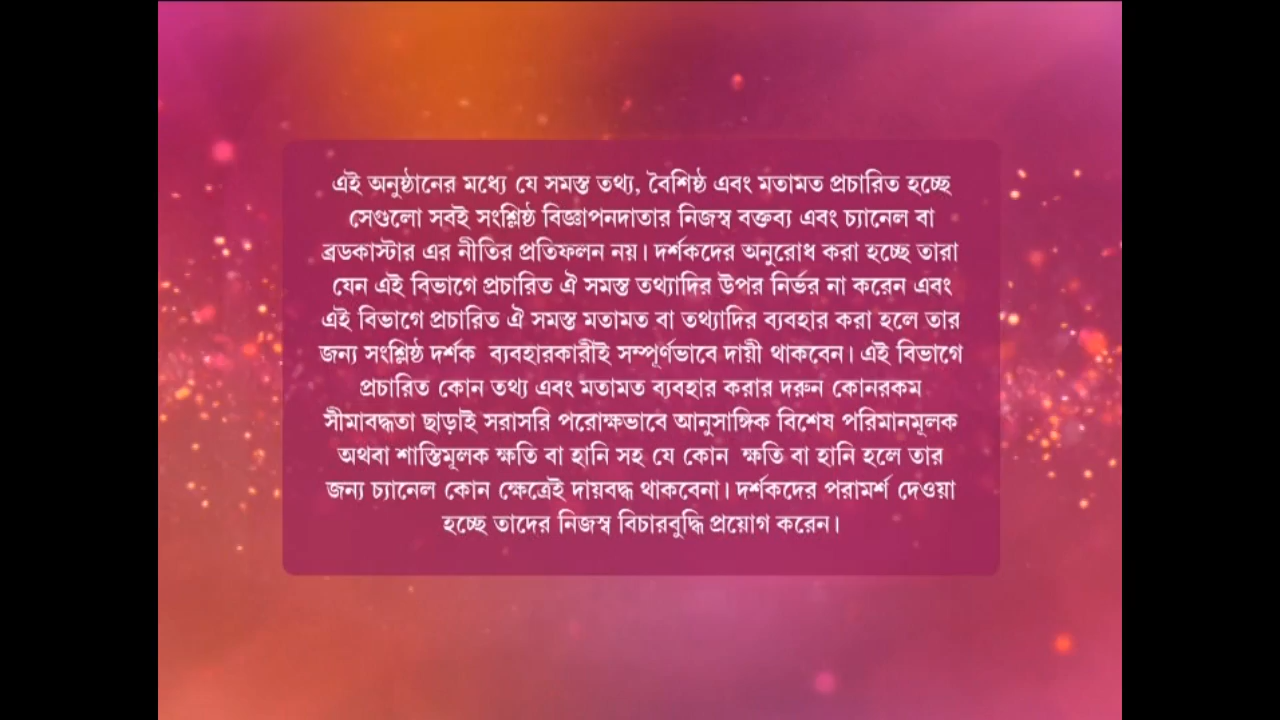 এই অনুষ্ঠানের মধ্যে যে সমস্ত তথ্য, বৈশিষ্ঠ এবং মতামত প্রচারিত হচ্ছে
সেগুলো সবই সংশ্লিষ্ঠ বিজ্ঞাপনদাতার নিজস্ব বক্তব্য এবং চ্যানেল বা
ব্রডকাস্টার এর নীতির প্রতিফলন নয়। দর্শকদের অনুরোধ করা হচ্ছে তারা
যেন এই বিভাগে প্রচারিত ঐ সমস্ত তথ্যাদির উপর নির্ভর না করেন এবং
এই বিভাগে প্রচারিত ঐ সমস্ত মতামত বা তথ্যাদির ব্যবহার করা হলে তার
জন্য সংশ্লিষ্ঠ দর্শক ব্যবহারকারীই সম্পূর্ণভাবে দায়ী থাকবেন। এই বিভাগে
প্রচারিত কোন তথ্য এবং মতামত ব্যবহার করার দরুন কোনরকম
সীমাবদ্ধতা ছাড়াই সরাসরি পরোক্ষভাবে আনুসাঙ্গিক বিশেষ পরিমানমূলক
অথবা শাস্তিমূলক ক্ষতি বা হানি সহ যে কোন ক্ষতি বা হানি হলে তার
জন্য চ্যানেল কোন ক্ষেত্রেই দায়বদ্ধ থাকবেনা। দর্শকদের পরামর্শ দেওয়া
হচ্ছে তাদের নিজস্ব বিচারবুদ্ধি প্রয়োগ করেন।